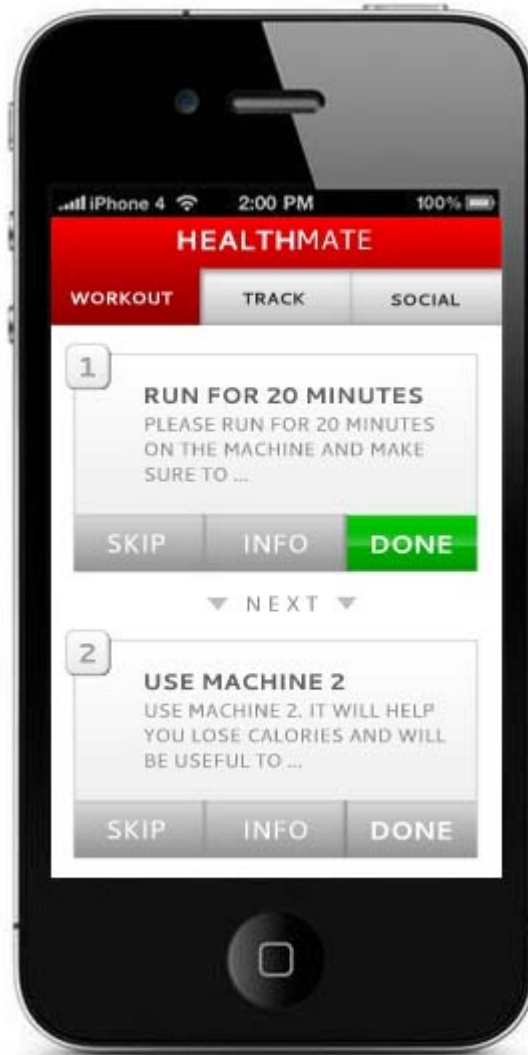 iPhone 4 2:00 PM 100%
HEALTHMATE
WORKOUT TRACK SOCIAL
1
RUN FOR 20 MINUTES
PLEASE RUN FOR 20 MINUTES
ON THE MACHINE AND MAKE
SURE TO ...
SKIP INFO DONE
NEXT
2
USE MACHINE 2
USE MACHINE 2. IT WILL HELP
YOU LOSE CALORIES AND WILL
BE USEFUL TO ...
SKIP INFO DONE